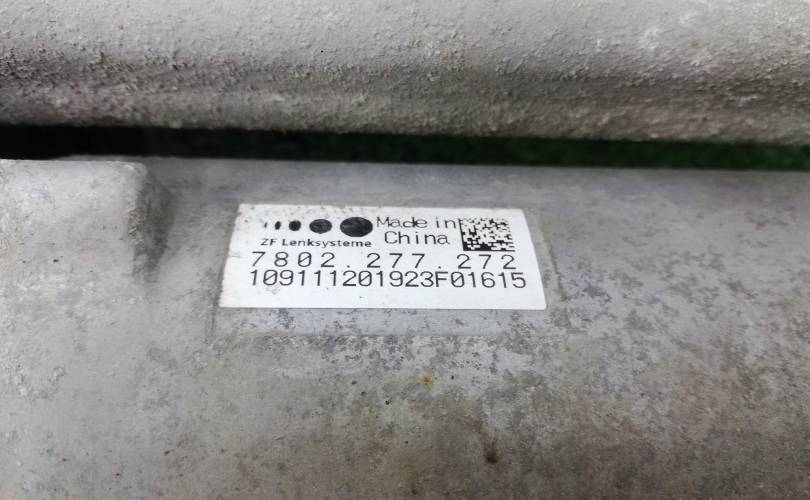 Made in
China
ZF Lenksysteme
7802.277.272
109111201923F01615